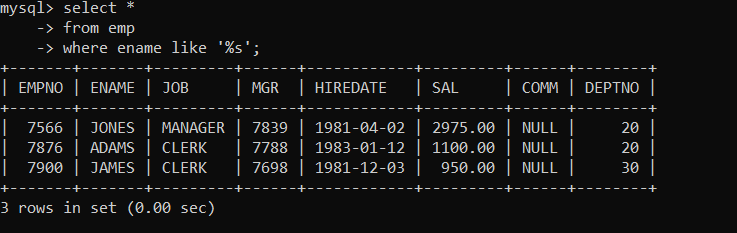 mysql> select *
    -> from emp
    -> where ename like '%s';
+-------+-------+---------+------+------------+---------+------+--------+
| EMPNO | ENAME | JOB     | MGR  | HIREDATE   | SAL     | COMM | DEPTNO |
+-------+-------+---------+------+------------+---------+------+--------+
|  7566 | JONES | MANAGER | 7839 | 1981-04-02 | 2975.00 | NULL |     20 |
|  7876 | ADAMS | CLERK   | 7788 | 1983-01-12 | 1100.00 | NULL |     20 |
|  7900 | JAMES | CLERK   | 7698 | 1981-12-03 |  950.00 | NULL |     30 |
+-------+-------+---------+------+------------+---------+------+--------+
3 rows in set (0.00 sec)